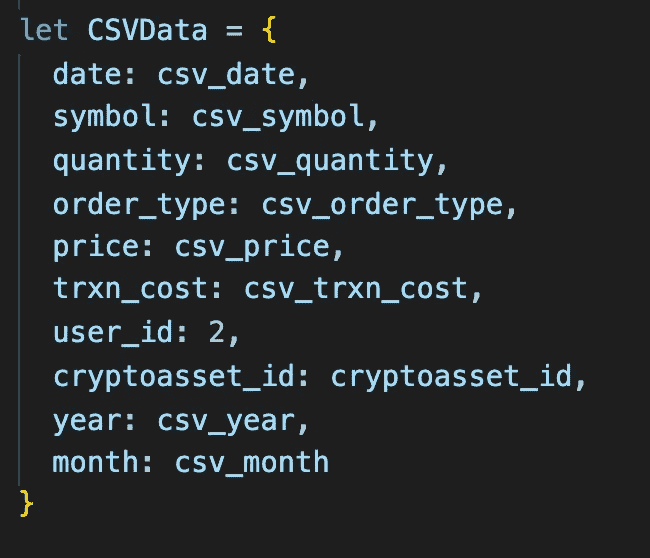 let CSVData = {
date: csv_date,
symbol: csv_symbol,
quantity: csv_quantity,
order_type: csv_order_type,
price: csv_price,
trxn_cost: csv_trxn_cost,
user_id: 2,
cryptoasset_id: cryptoasset_id,
year: csv_year,
month: csv_month
}